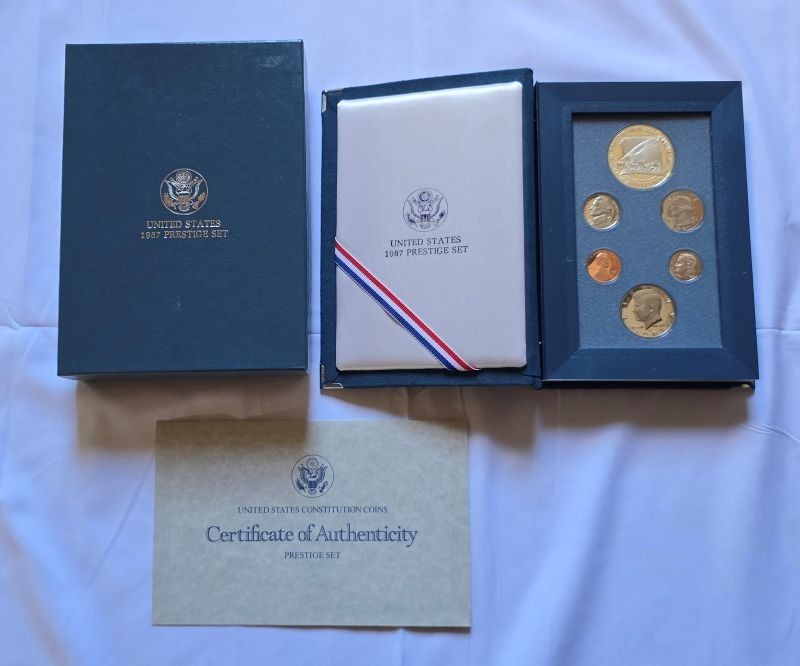 UNITED STATES
1987 PRESTIGE SET
UNITED STATES
1987 PRESTIGE SET
UNITED STATES CONSTITUTION COINS
Certificate of Authenticity
PRESTIGE SET